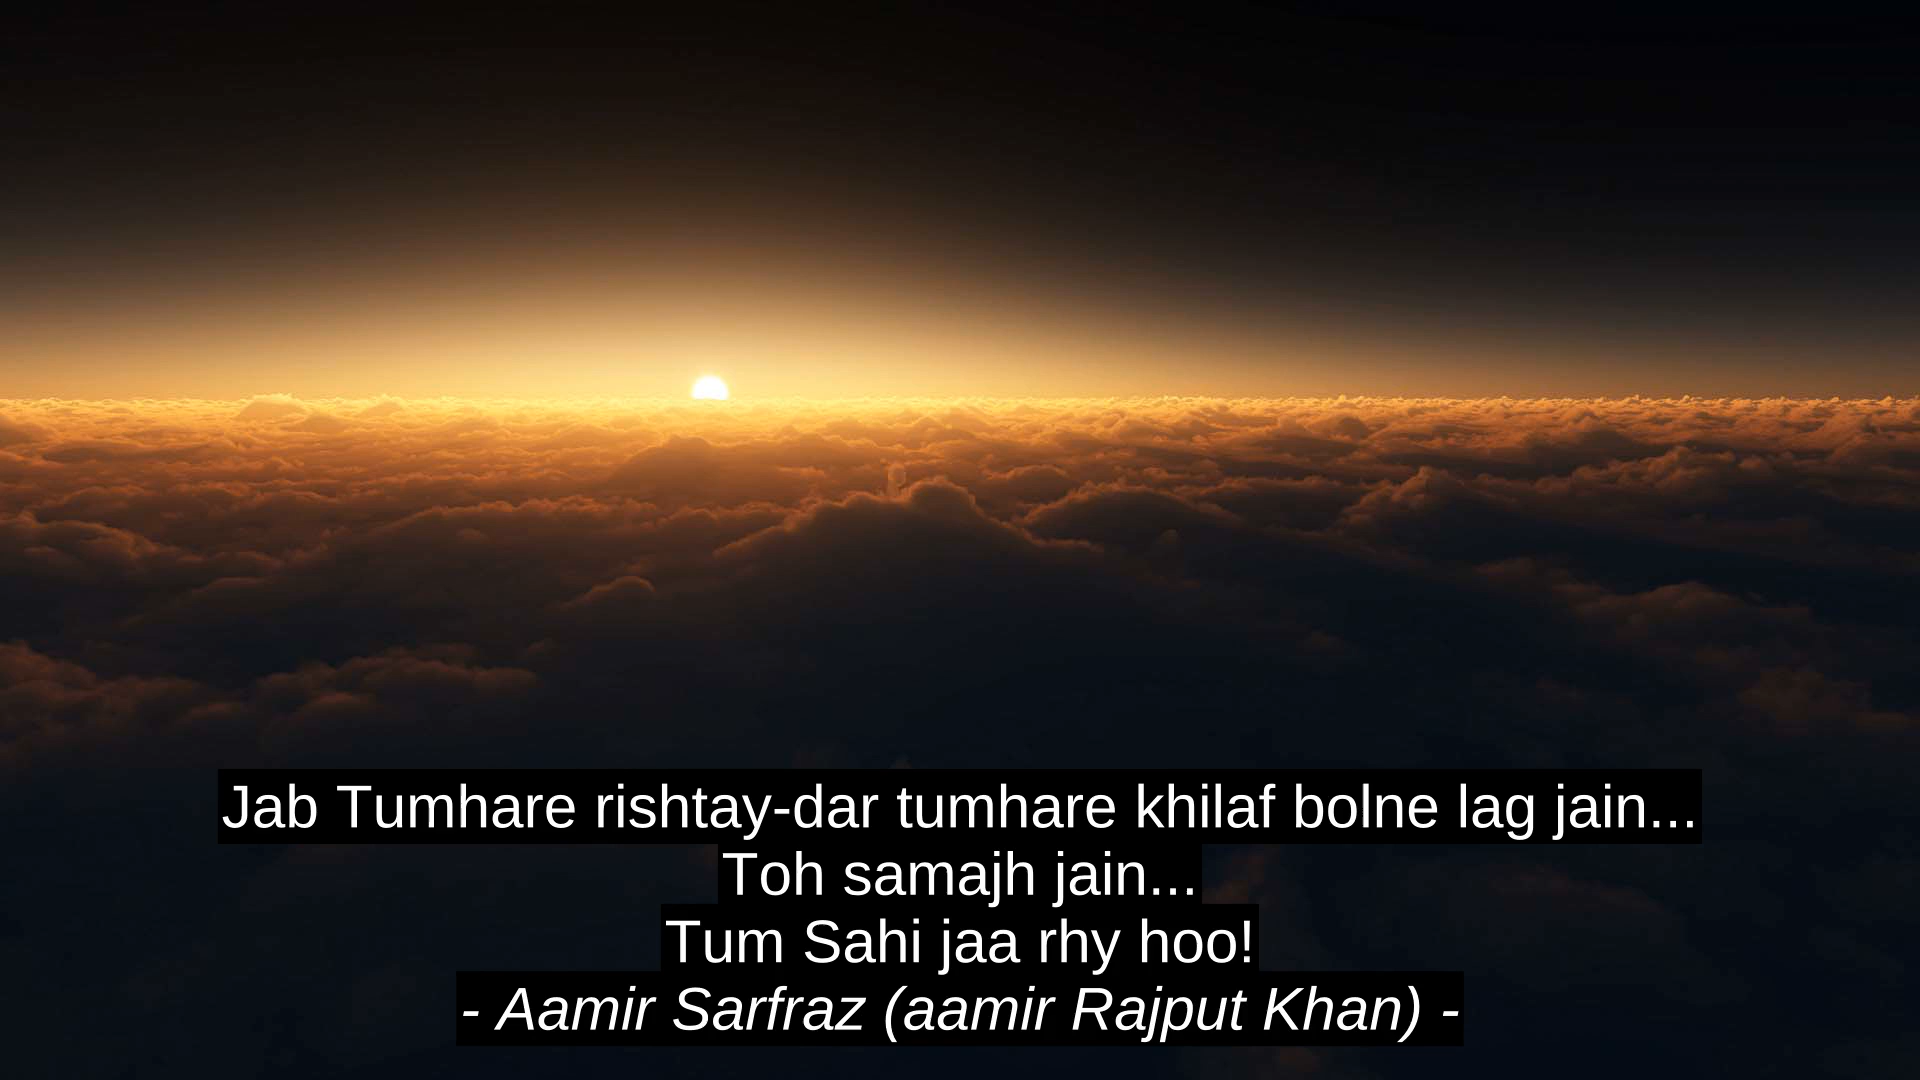 Jab Tumhare rishtay-dar tumhare khilaf bolne lag jain...
Toh samajh jain...
Tum Sahi jaa rhy hoo!
- Aamir Sarfraz (aamir Rajput Khan) -